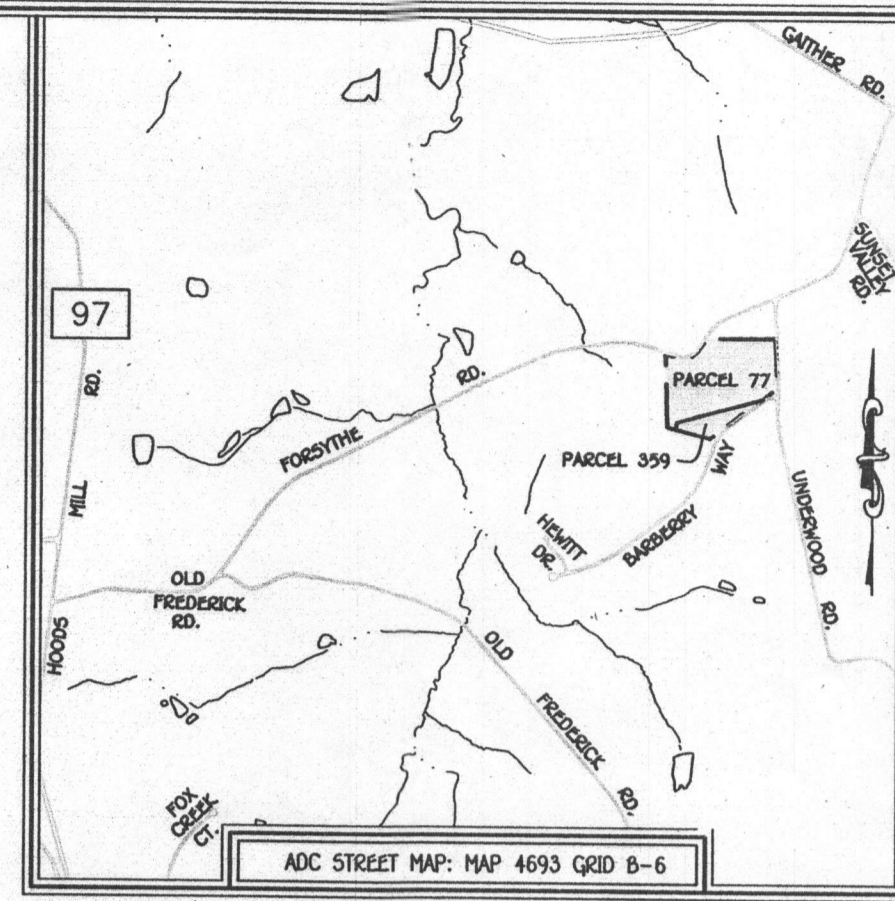 GAITHER RD.
SUNSET
VALLEY
RD.
97
RD.
PARCEL 77
FORSYTHE
RD.
PARCEL 359
WAY
MILL
HEWITT
DR.
BARBERRY
UNDERWOOD
RD.
OLD
FREDERICK
RD.
HOODS
OLD
FREDERICK
RD.
FOX
CREEK
CT.
ADC STREET MAP: MAP 4693 GRID B-6